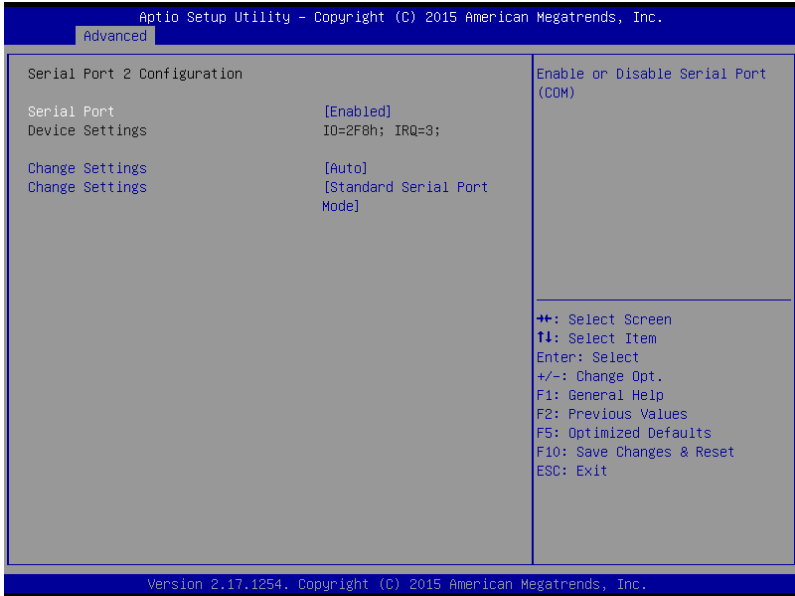 Aptio Setup Utility – Copyright (C) 2015 American Megatrends, Inc.
Advanced
Serial Port 2 Configuration
Serial Port [Enabled]
Device Settings IO=2F8h; IRQ=3;
Change Settings [Auto]
Change Settings [Standard Serial Port
Mode]
Enable or Disable Serial Port
(COM)
→←: Select Screen
↑↓: Select Item
Enter: Select
+/-: Change Opt.
F1: General Help
F2: Previous Values
F5: Optimized Defaults
F10: Save Changes & Reset
ESC: Exit
Version 2.17.1254. Copyright (C) 2015 American Megatrends, Inc.